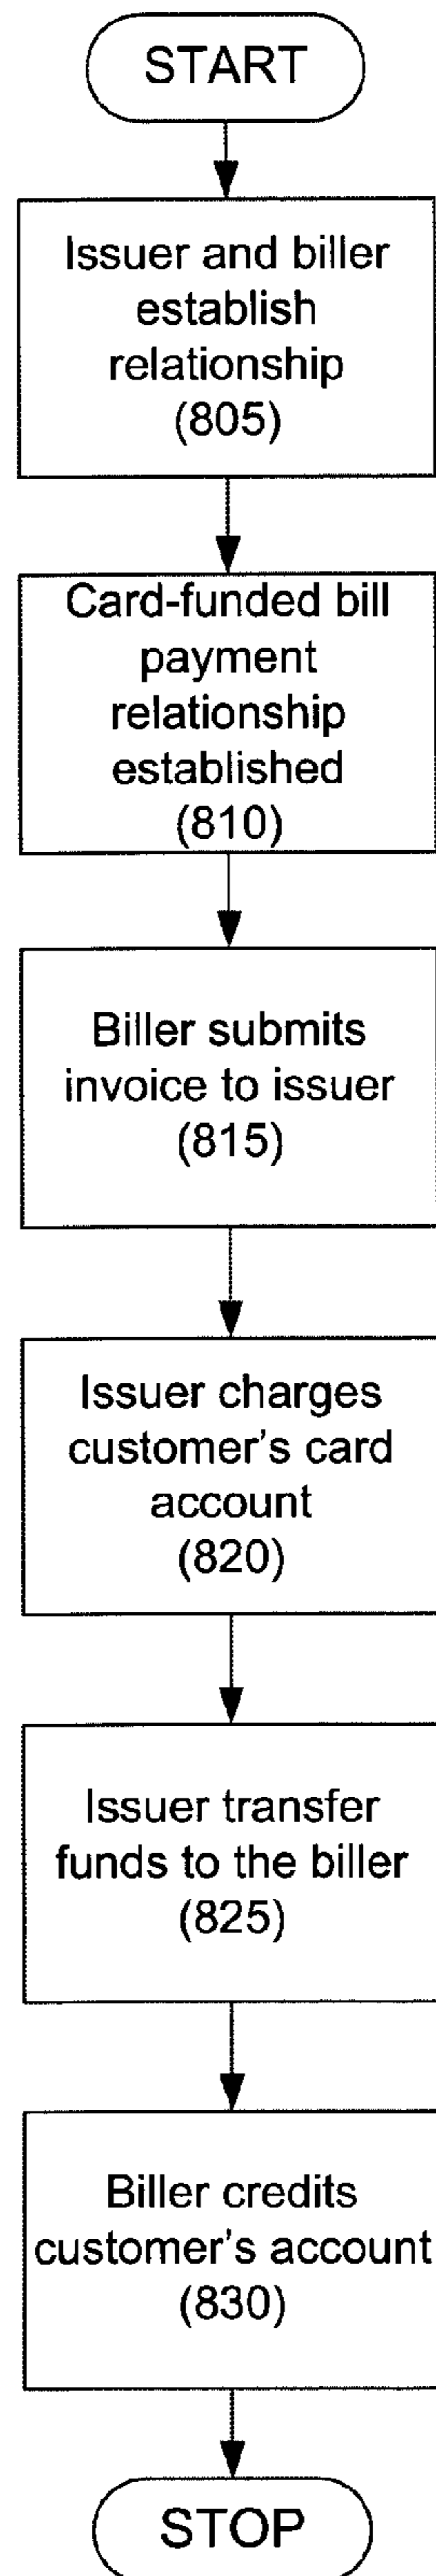 START
Issuer and biller
establish
relationship
(805)
Card-funded bill
payment
relationship
established
(810)
Biller submits
invoice to issuer
(815)
Issuer charges
customer's card
account
(820)
Issuer transfer
funds to the biller
(825)
Biller credits
customer's account
(830)
STOP